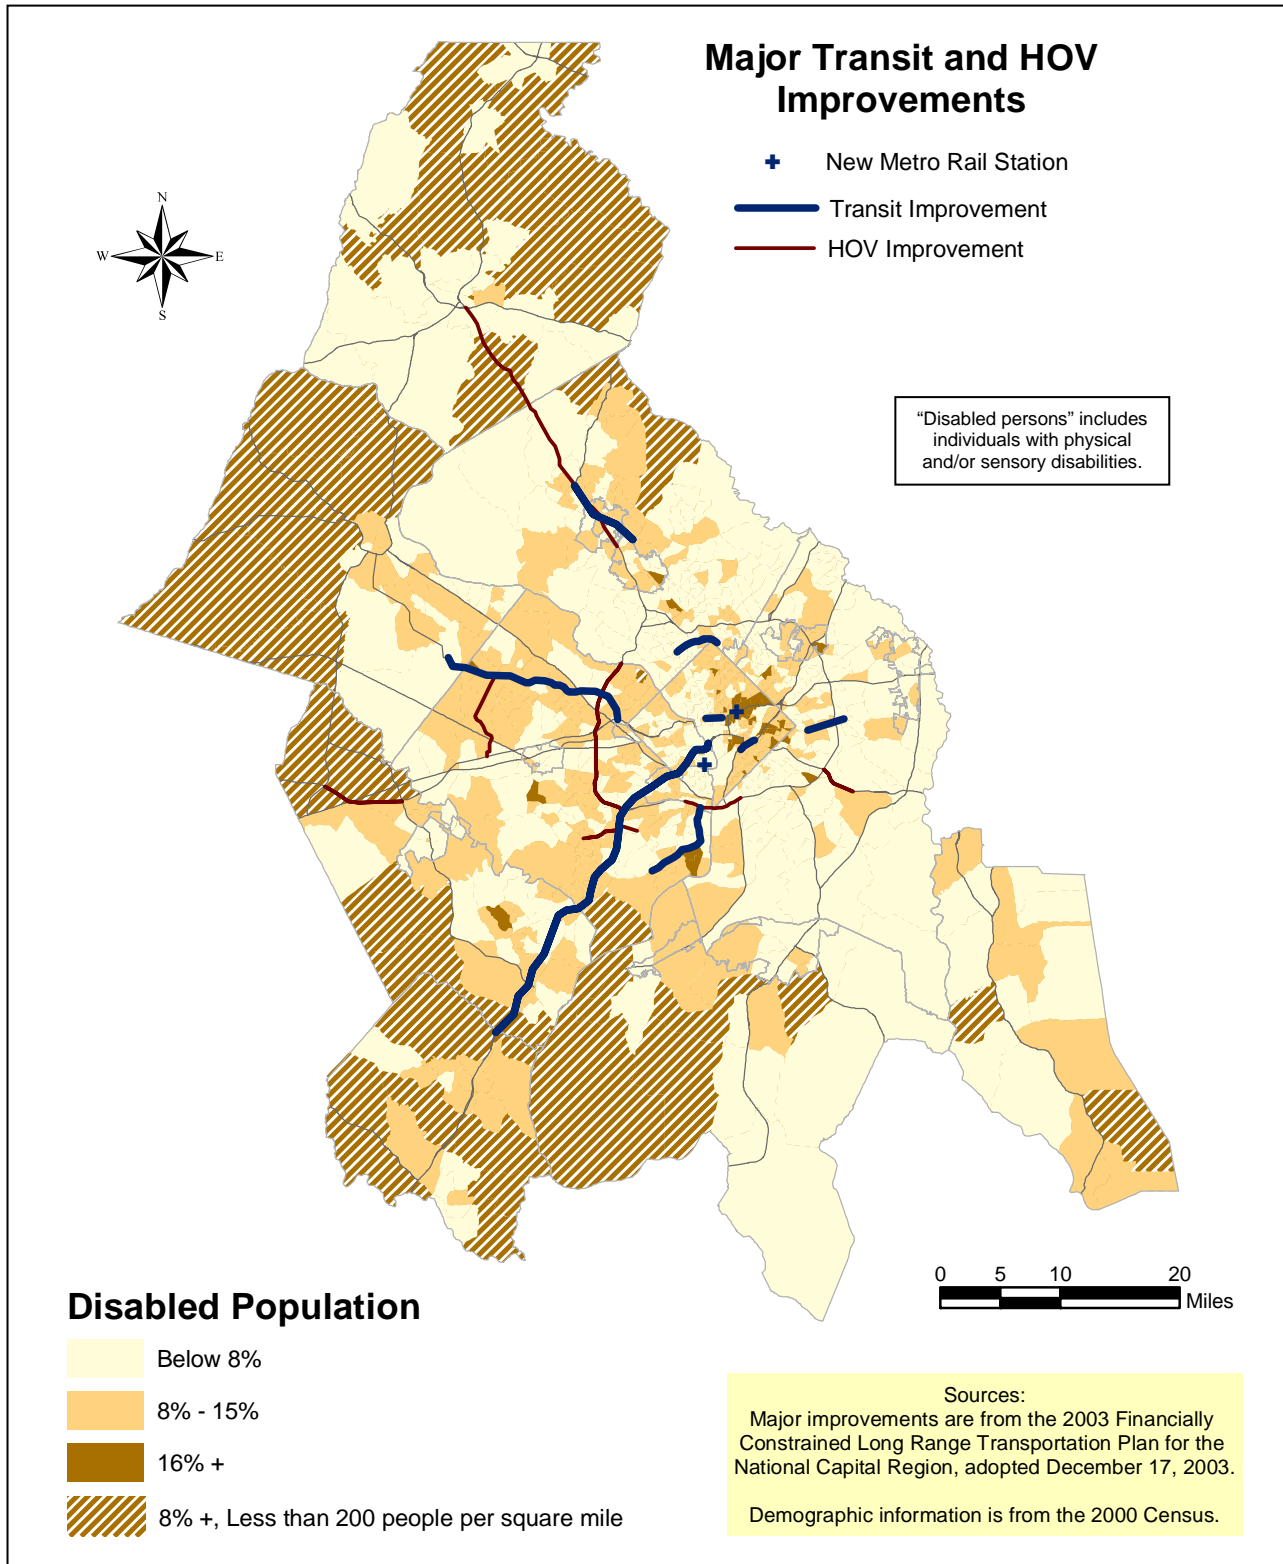 Major Transit and HOV
Improvements
New Metro Rail Station
Transit Improvement
HOV Improvement
N
W
E
S
“Disabled persons” includes
individuals with physical
and/or sensory disabilities.
0 5 10 20
Miles
Disabled Population
Below 8%
8% - 15%
16% +
8% +, Less than 200 people per square mile
Sources:
Major improvements are from the 2003 Financially
Constrained Long Range Transportation Plan for the
National Capital Region, adopted December 17, 2003.
Demographic information is from the 2000 Census.